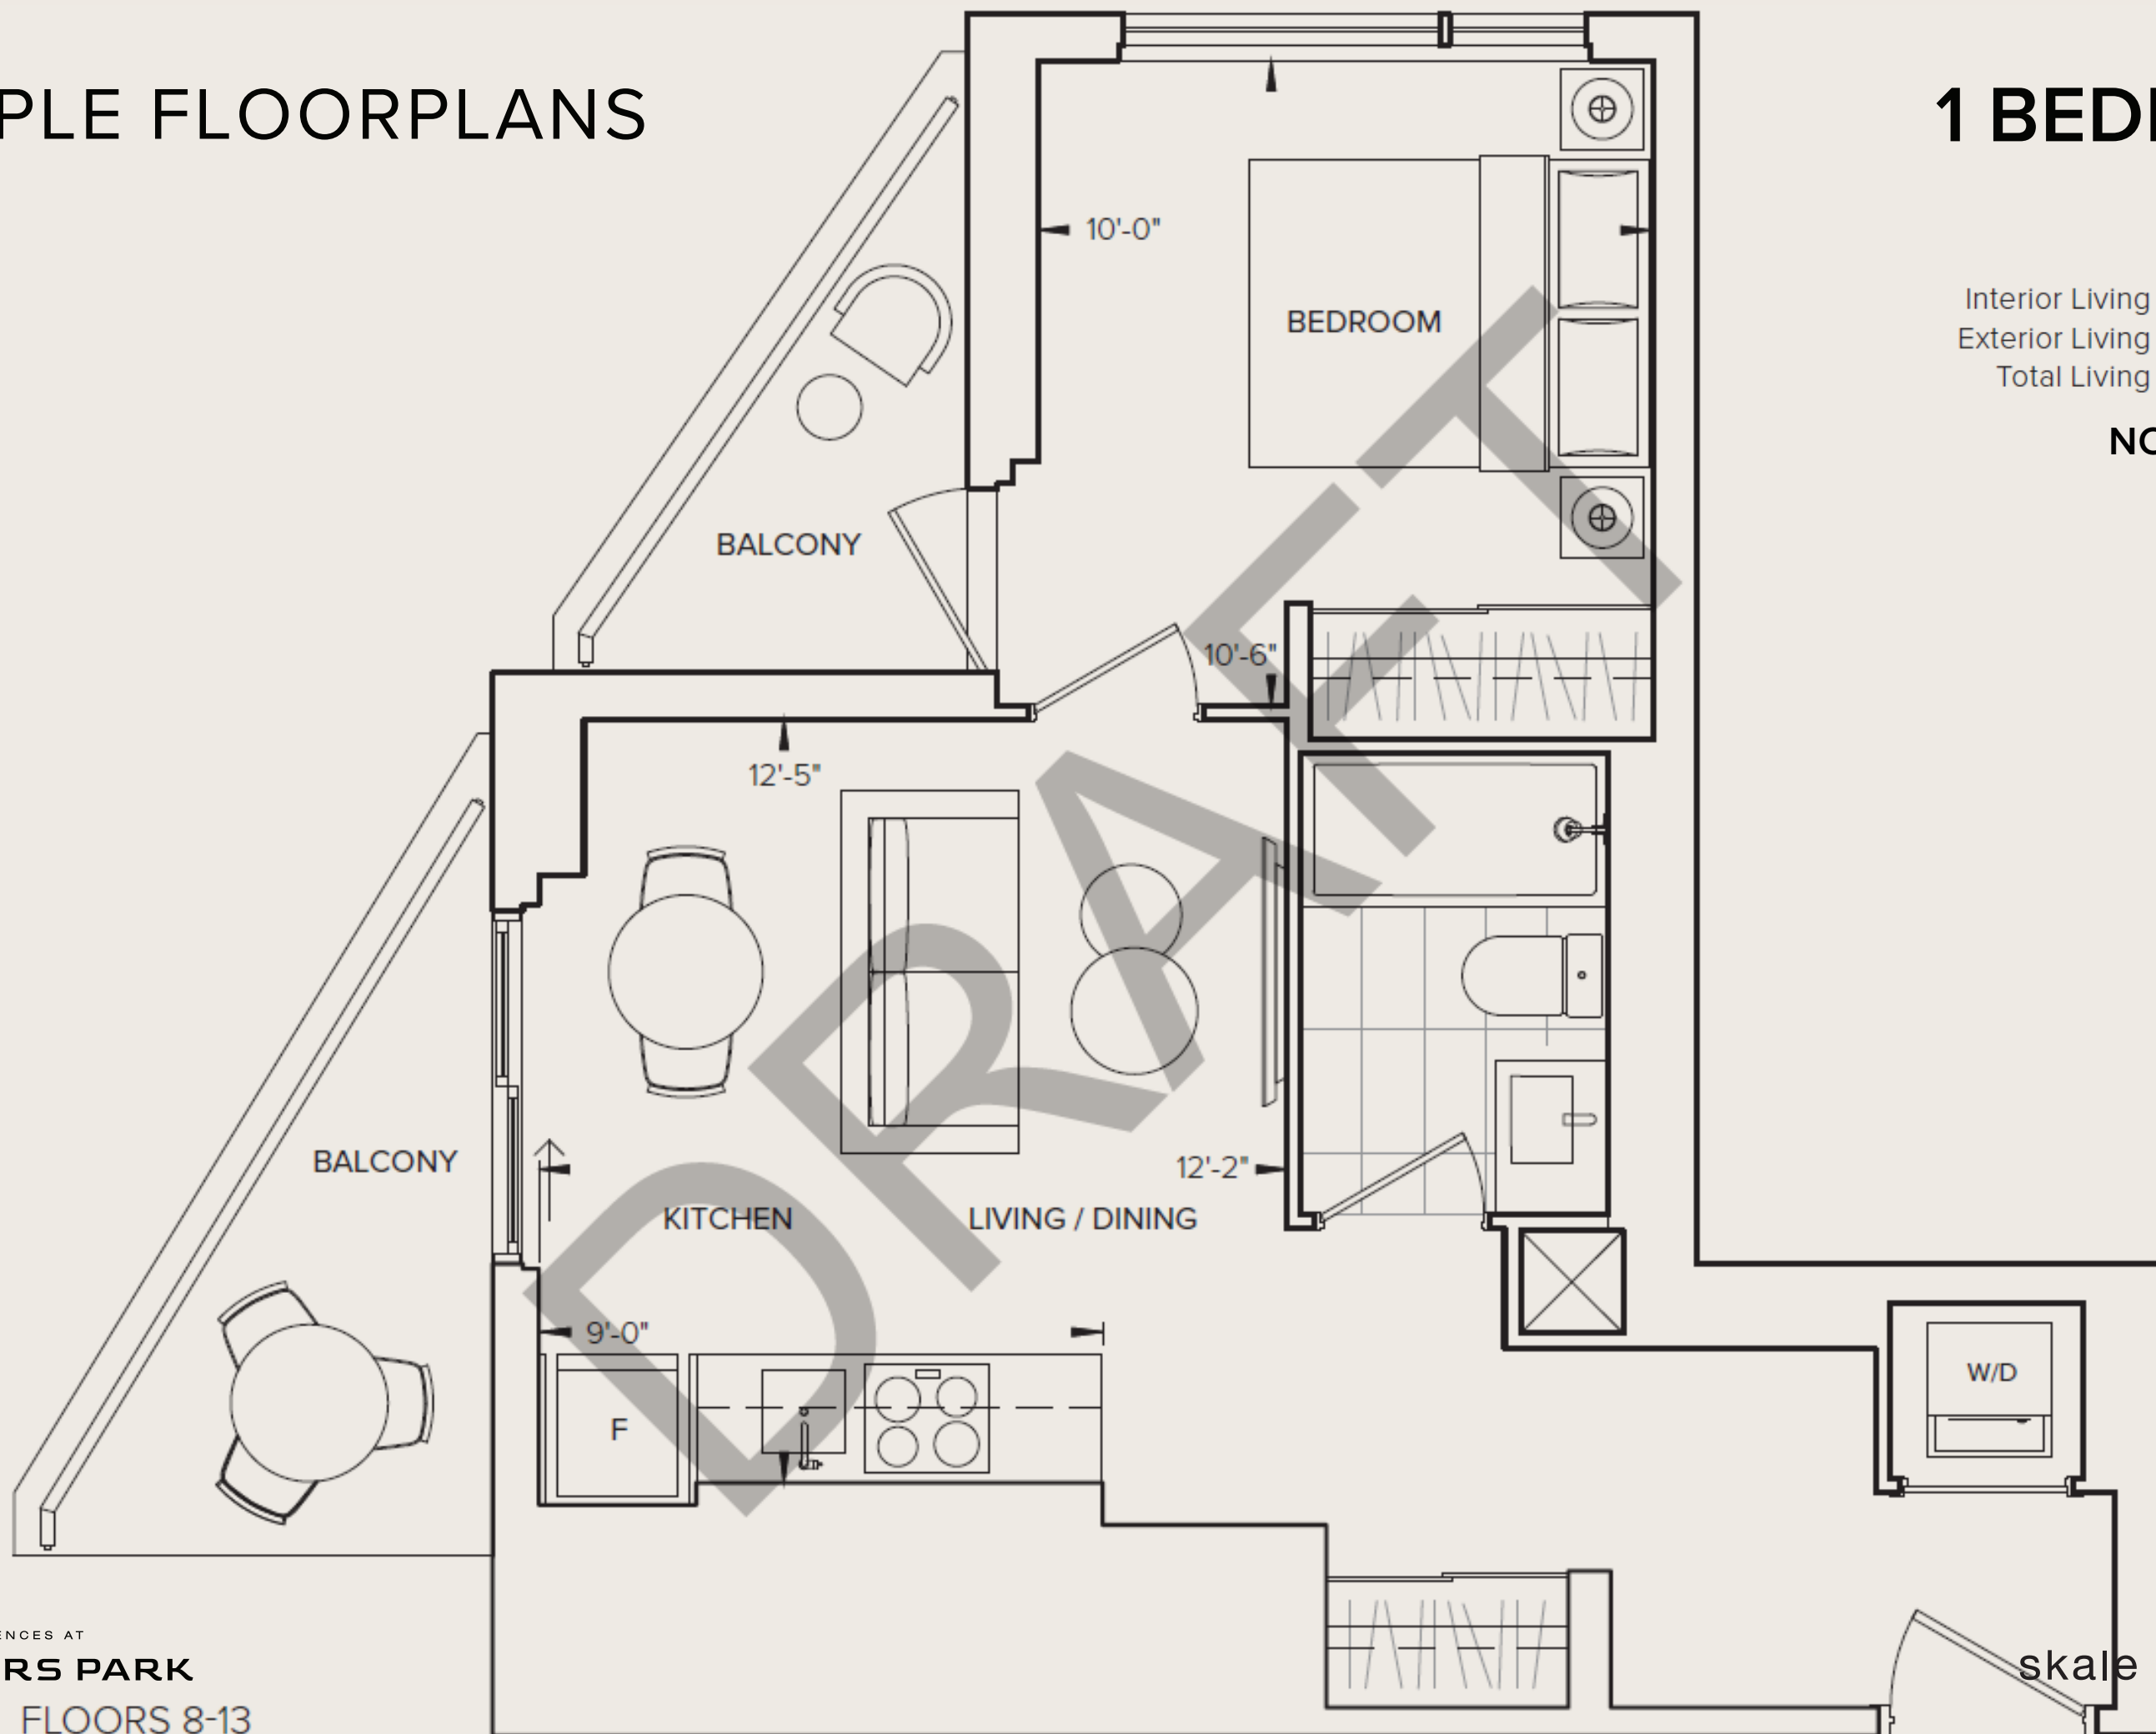 PLE FLOORPLANS
1 BED
Interior Living
Exterior Living
Total Living
NO
10'-0"
BEDROOM
BALCONY
10'-6"
12'-5"
BALCONY
12'-2"
KITCHEN
LIVING / DINING
9'-0"
F
W/D
DRAFT
ENCES AT
RS PARK
FLOORS 8-13
skale